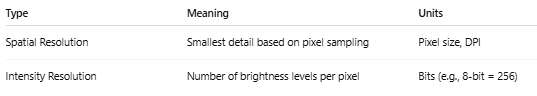 Type Meaning Units
Spatial Resolution Smallest detail based on pixel sampling Pixel size, DPI
Intensity Resolution Number of brightness levels per pixel Bits (e.g., 8-bit = 256)